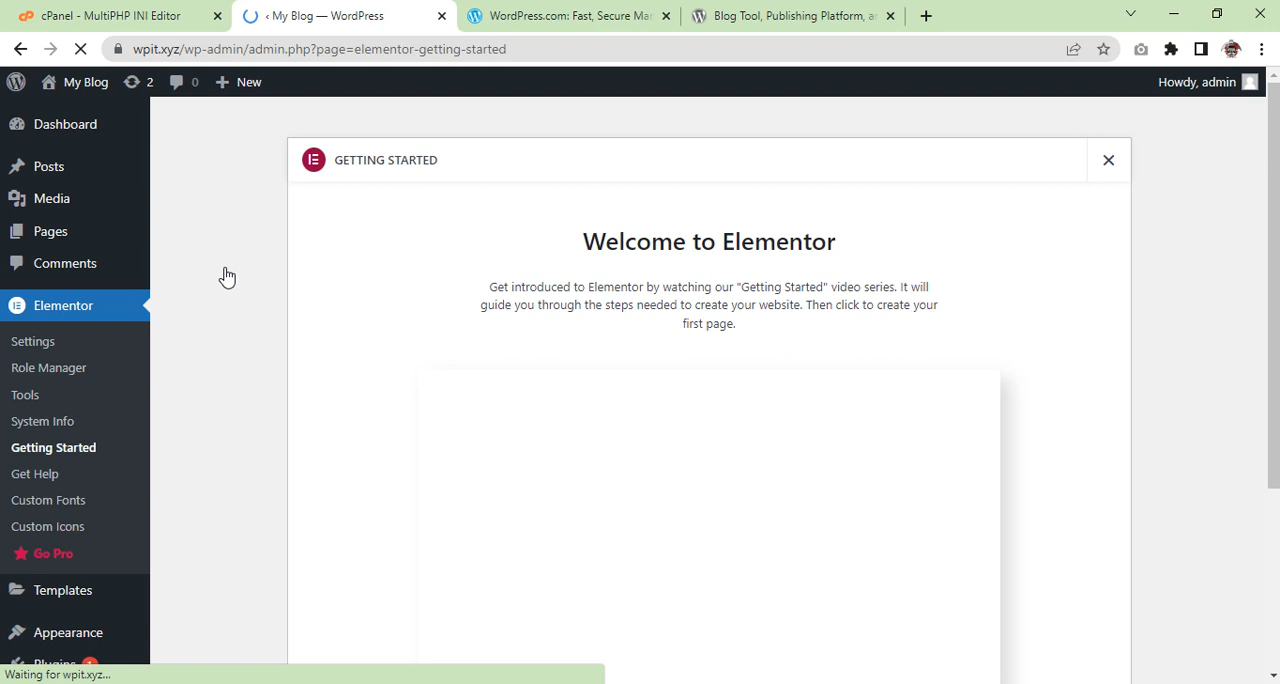 cPanel - MultiPHP INI Editor
‹ My Blog — WordPress
WordPress.com: Fast, Secure Ma
Blog Tool, Publishing Platform, a
wpit.xyz/wp-admin/admin.php?page=elementor-getting-started
My Blog
2
0
New
Howdy, admin
Dashboard
Posts
Media
Pages
Comments
Elementor
Settings
Role Manager
Tools
System Info
Getting Started
Get Help
Custom Fonts
Custom Icons
Go Pro
Templates
Appearance
Plugins 1
GETTING STARTED
Welcome to Elementor
Get introduced to Elementor by watching our "Getting Started" video series. It will
guide you through the steps needed to create your website. Then click to create your
first page.
Waiting for wpit.xyz...